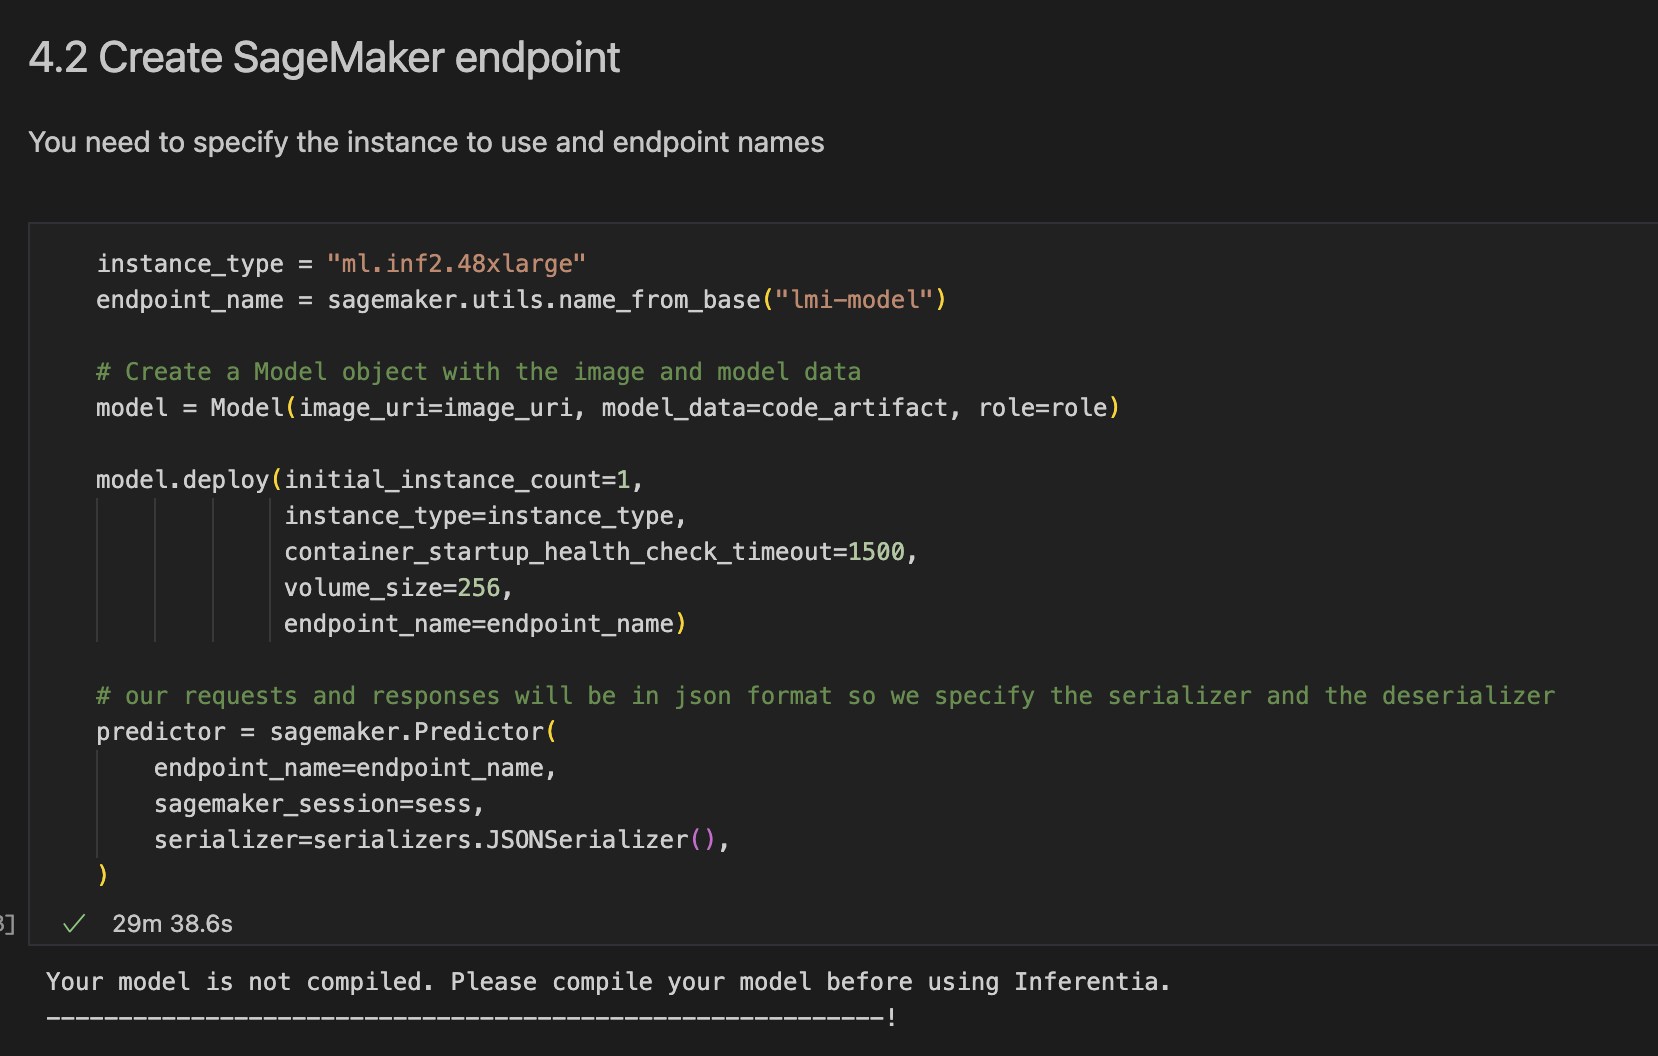 4.2 Create SageMaker endpoint
You need to specify the instance to use and endpoint names
instance_type = "ml.inf2.48xlarge"
endpoint_name = sagemaker.utils.name_from_base("lmi-model")
# Create a Model object with the image and model data
model = Model(image_uri=image_uri, model_data=code_artifact, role=role)
model.deploy(initial_instance_count=1,
instance_type=instance_type,
container_startup_health_check_timeout=1500,
volume_size=256,
endpoint_name=endpoint_name)
# our requests and responses will be in json format so we specify the serializer and the deserializer
predictor = sagemaker.Predictor(
endpoint_name=endpoint_name,
sagemaker_session=sess,
serializer=serializers.JSONSerializer(),
)
✓ 29m 38.6s
Your model is not compiled. Please compile your model before using Inferentia.
----------------------------------------------------------!